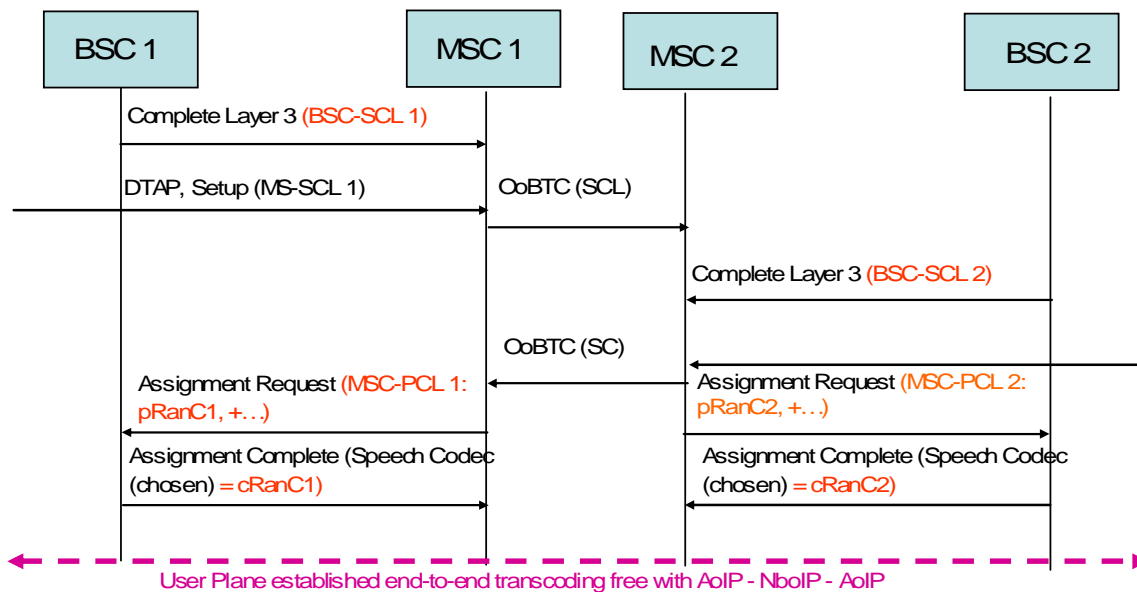 BSC 1
MSC 1
MSC 2
BSC 2
Complete Layer 3 (BSC-SCL 1)
DTAP, Setup (MS-SCL 1)
OoBTC (SCL)
Complete Layer 3 (BSC-SCL 2)
OoBTC (SC)
Assignment Request (MSC-PCL 1:
pRanC1, +…)
Assignment Request (MSC-PCL 2:
pRanC2, +…)
Assignment Complete (Speech Codec
(chosen) = cRanC1)
Assignment Complete (Speech Codec
(chosen) = cRanC2)
User Plane established end-to-end transcoding free with AoIP - NboIP - AoIP